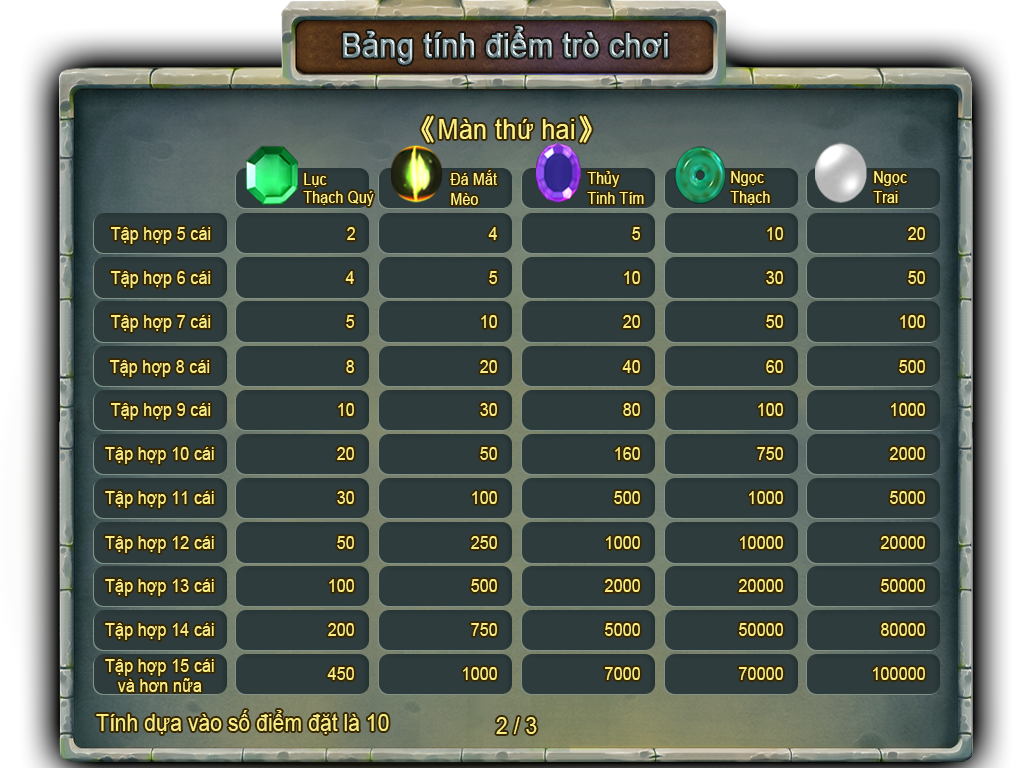 Bảng tính điểm trò chơi
《Màn thứ hai》
Lục
Thạch Quý
Đá Mắt
Mèo
Thủy
Tinh Tím
Ngọc
Thạch
Ngọc
Trai
Tập hợp 5 cái 2 4 5 10 20
Tập hợp 6 cái 4 5 10 30 50
Tập hợp 7 cái 5 10 20 50 100
Tập hợp 8 cái 8 20 40 60 500
Tập hợp 9 cái 10 30 80 100 1000
Tập hợp 10 cái 20 50 160 750 2000
Tập hợp 11 cái 30 100 500 1000 5000
Tập hợp 12 cái 50 250 1000 10000 20000
Tập hợp 13 cái 100 500 2000 20000 50000
Tập hợp 14 cái 200 750 5000 50000 80000
Tập hợp 15 cái
và hơn nữa 450 1000 7000 70000 100000
Tính dựa vào số điểm đặt là 10 2 / 3